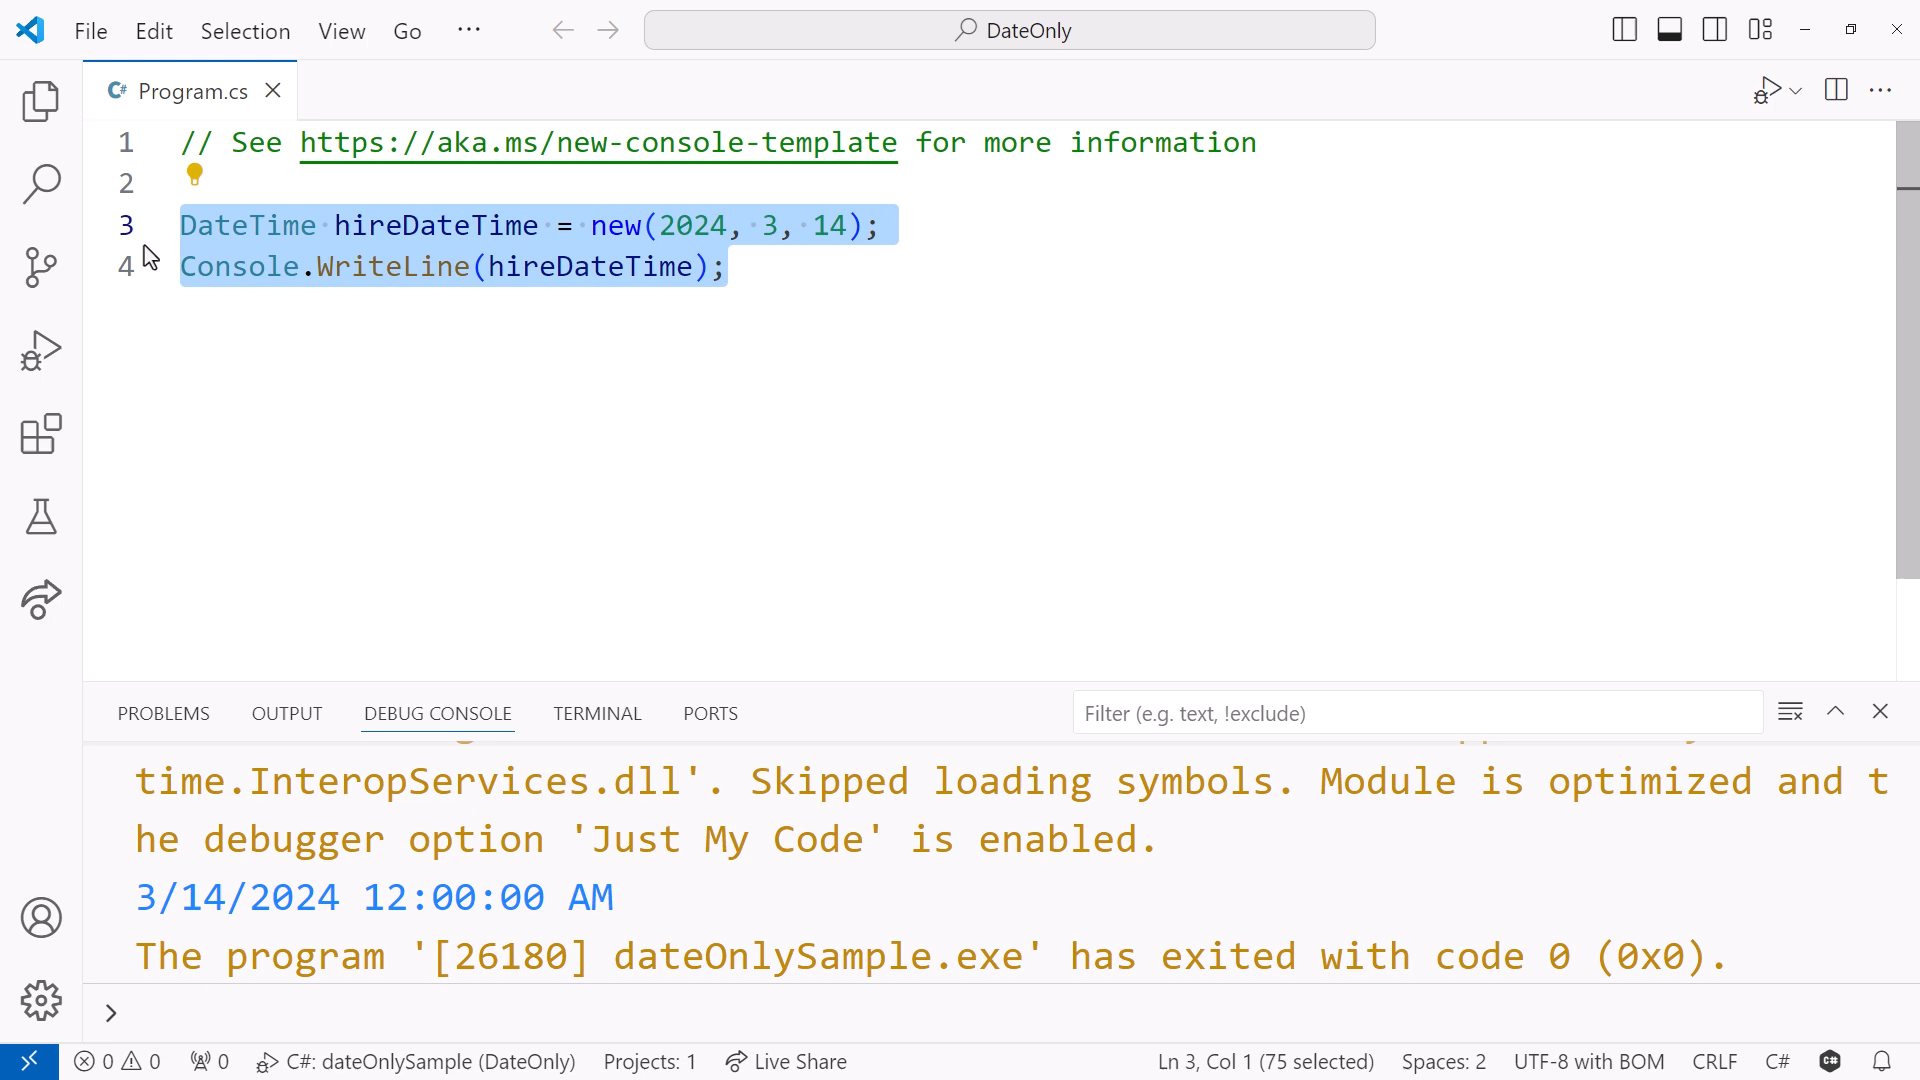 File Edit Selection View Go ··· DateOnly
C# Program.cs
1 // See https://aka.ms/new-console-template for more information
2
3 DateTime hireDateTime = new(2024, 3, 14);
4 Console.WriteLine(hireDateTime);
PROBLEMS OUTPUT DEBUG CONSOLE TERMINAL PORTS Filter (e.g. text, !exclude)
time.InteropServices.dll'. Skipped loading symbols. Module is optimized and t
he debugger option 'Just My Code' is enabled.
3/14/2024 12:00:00 AM
The program '[26180] dateOnlySample.exe' has exited with code 0 (0x0).
>
0 0 0 C#: dateOnlySample (DateOnly) Projects: 1 Live Share Ln 3, Col 1 (75 selected) Spaces: 2 UTF-8 with BOM CRLF C# C#